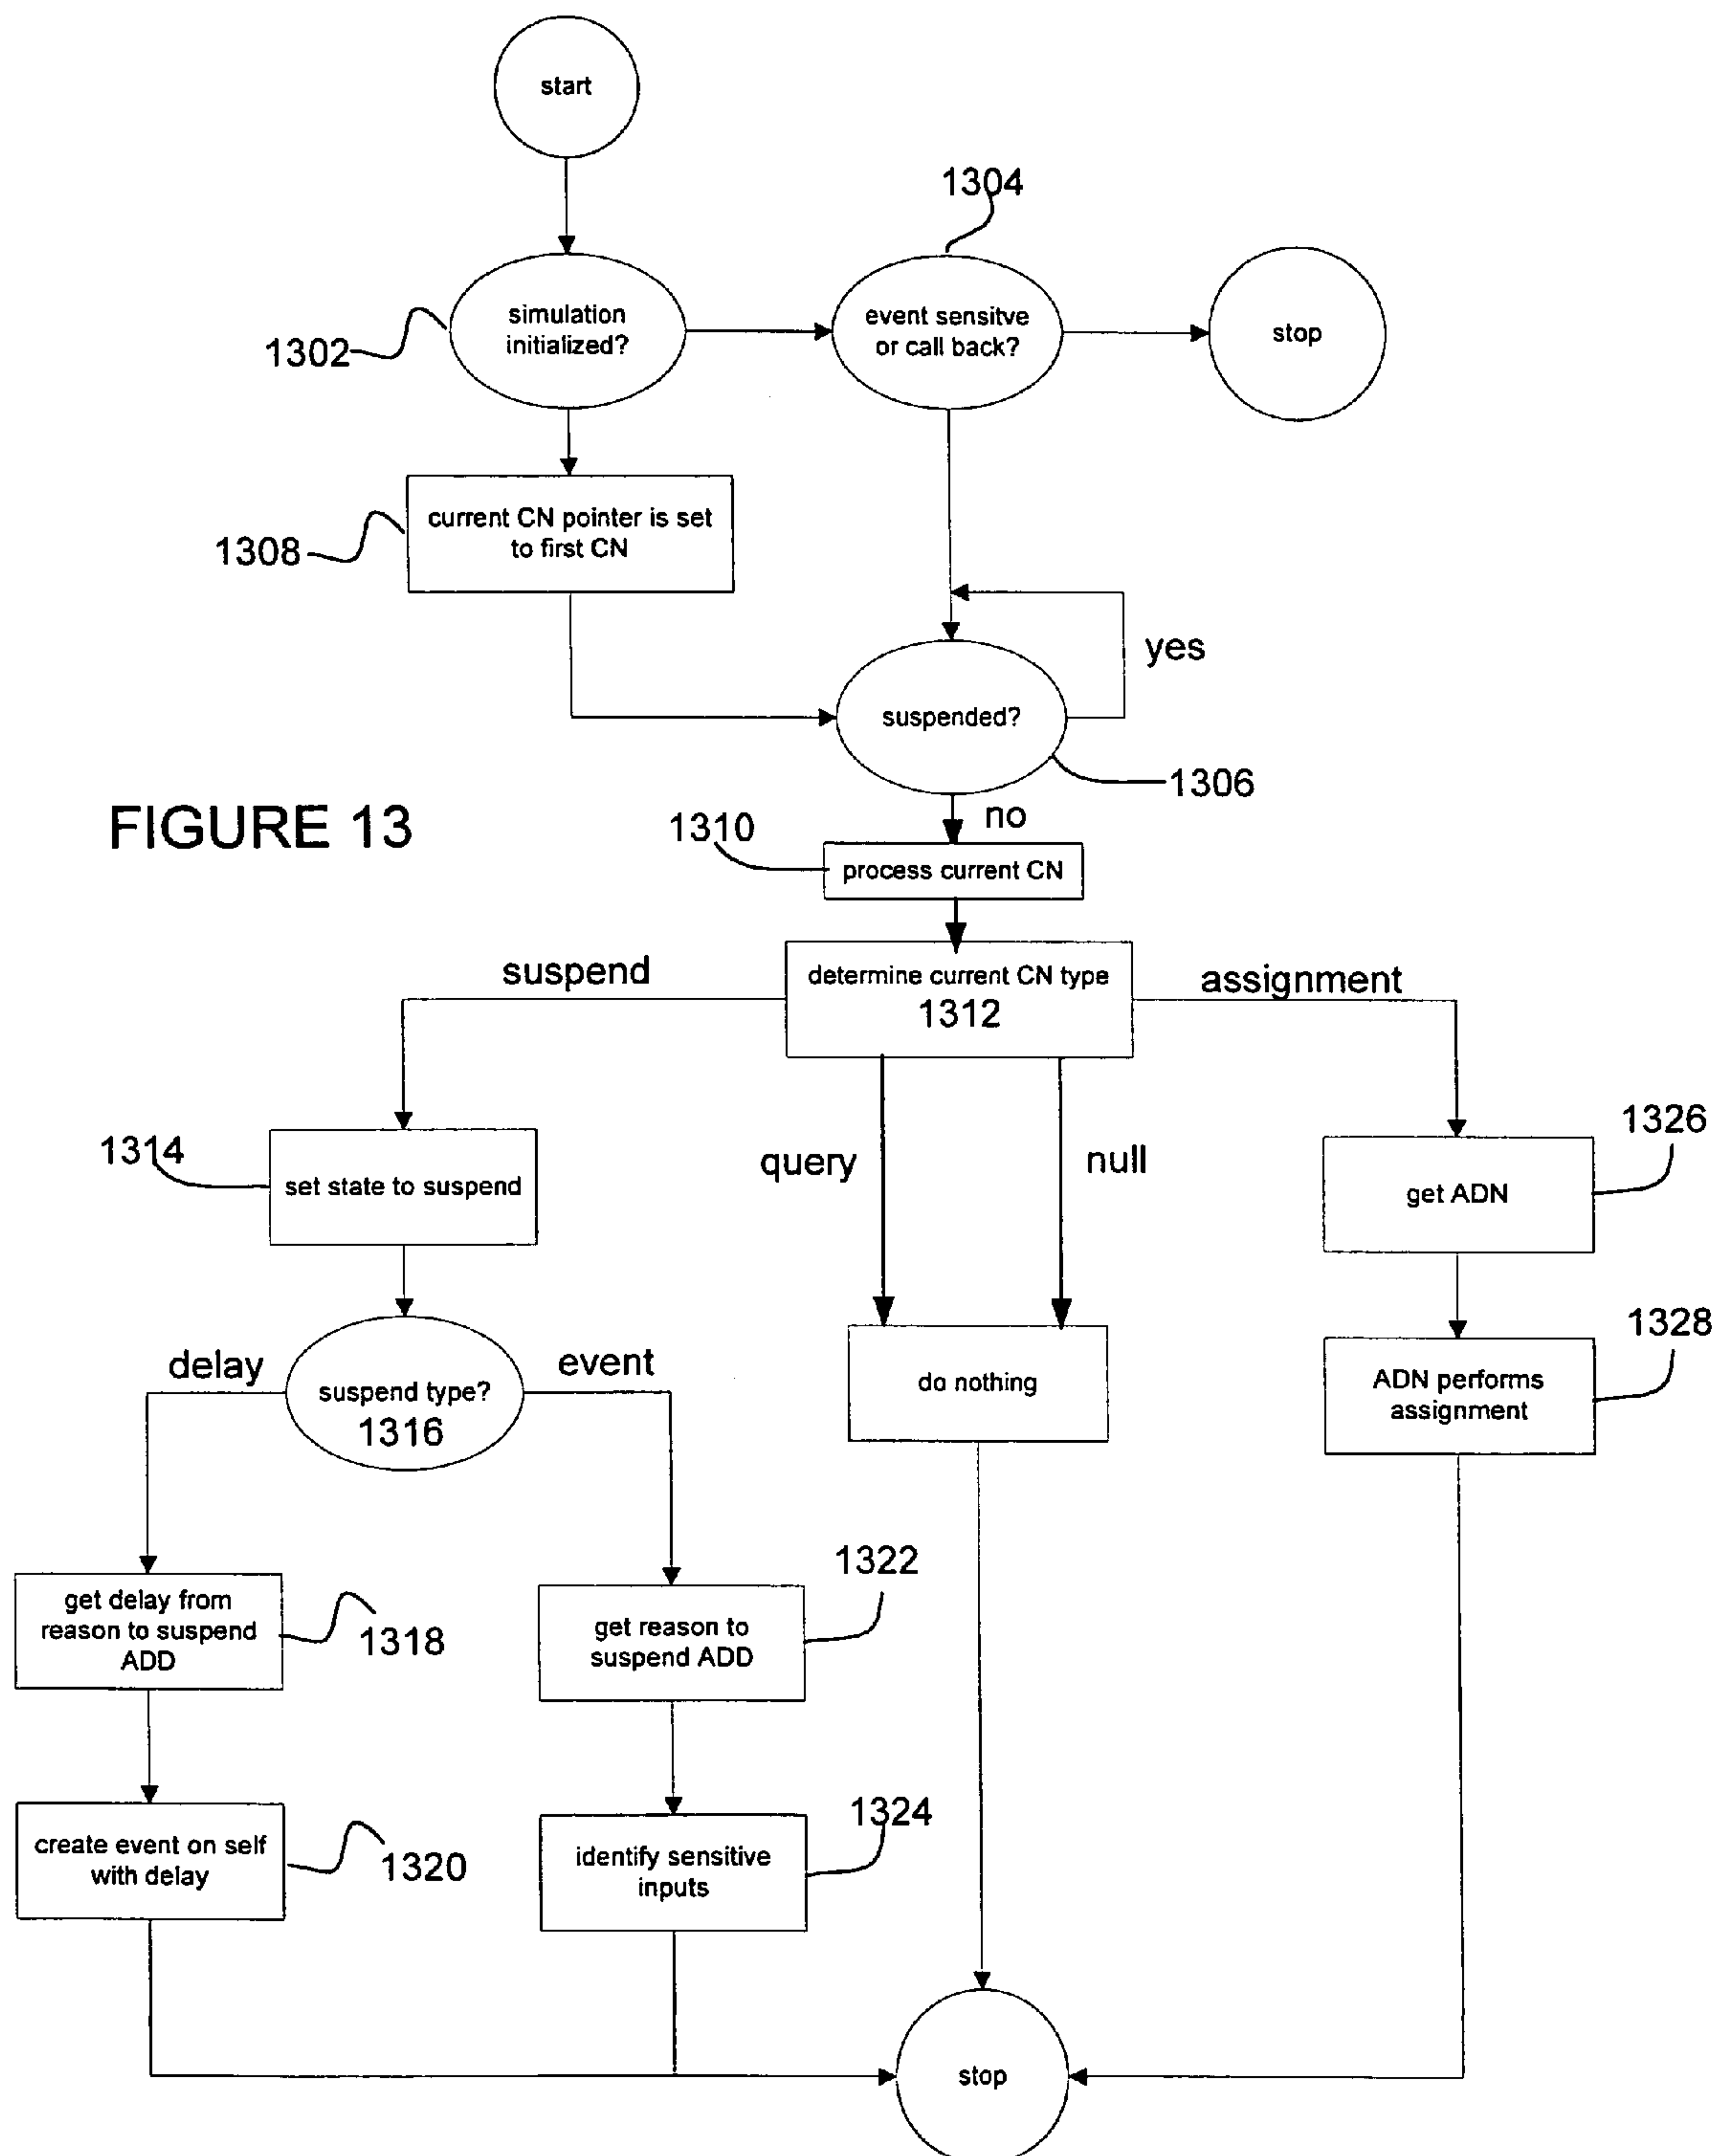 start
1304
simulation
initialized?
event sensitve
or call back?
stop
1302
current CN pointer is set
to first CN
1308
yes
suspended?
1306
FIGURE 13
no
1310
process current CN
suspend
determine current CN type
1312
assignment
1314
set state to suspend
query
null
1326
get ADN
delay
event
suspend type?
1316
do nothing
1328
ADN performs
assignment
get delay from
reason to suspend
ADD
1318
1322
get reason to
suspend ADD
create event on self
with delay
1320
1324
identify sensitive
inputs
stop